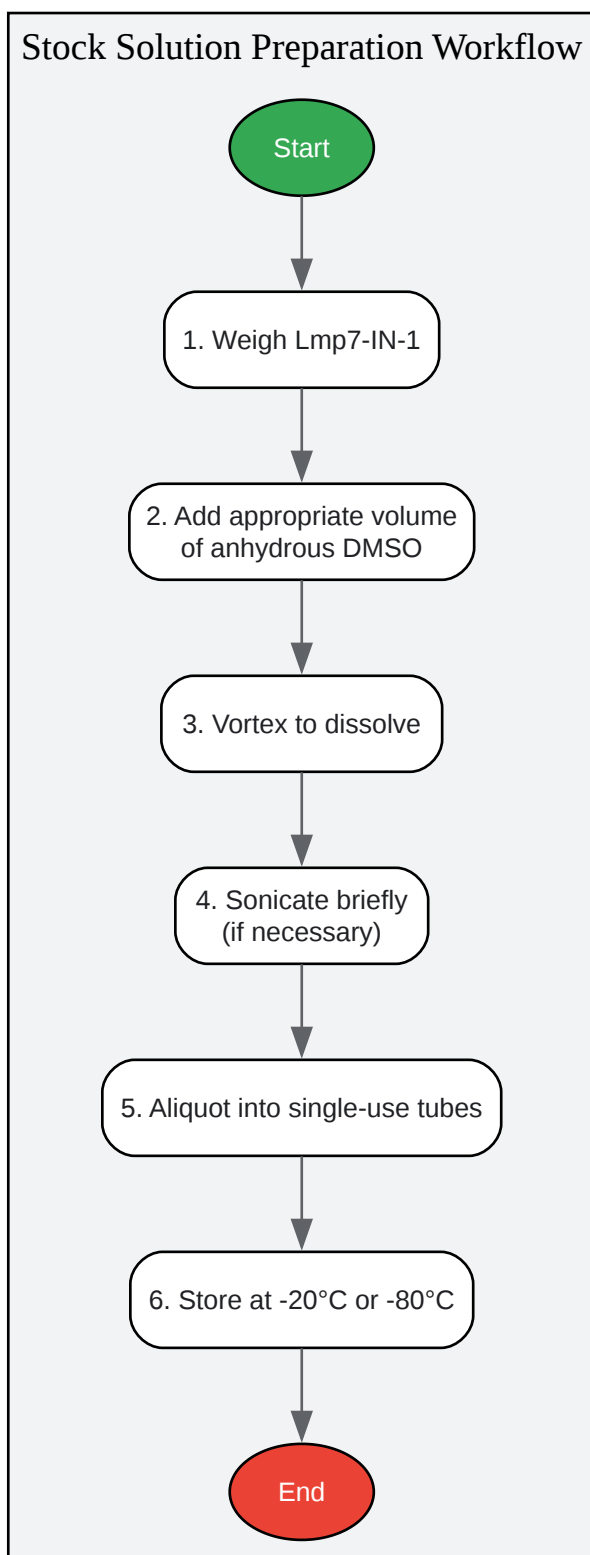 Stock Solution Preparation Workflow
Start
1. Weigh Lmp7-IN-1
2. Add appropriate volume
of anhydrous DMSO
3. Vortex to dissolve
4. Sonicate briefly
(if necessary)
5. Aliquot into single-use tubes
6. Store at -20°C or -80°C
End